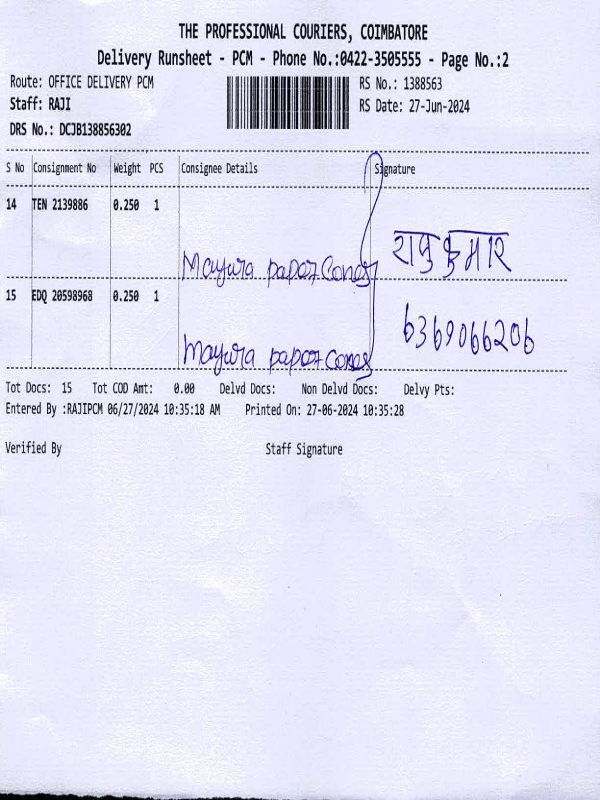 THE PROFESSIONAL COURIERS, COIMBATORE
Delivery Runsheet - PCM - Phone No.:0422-3505555 - Page No.:2
Route: OFFICE DELIVERY PCM RS No.: 1388563
Staff: RAJI RS Date: 27-Jun-2024
DRS No.: DCJB138856302
S No Consignment No Weight PCS Consignee Details Signature
14 TEN 2139886 0.250 1
Mayura papar Cones राजकुमार
15 EDQ 20598968 0.250 1
Mayura papar Cones 6369066206
Tot Docs: 15 Tot COD Amt: 0.00 Delvd Docs: Non Delvd Docs: Delvy Pts:
Entered By :RAJIPCM 06/27/2024 10:35:18 AM Printed On: 27-06-2024 10:35:28
Verified By Staff Signature